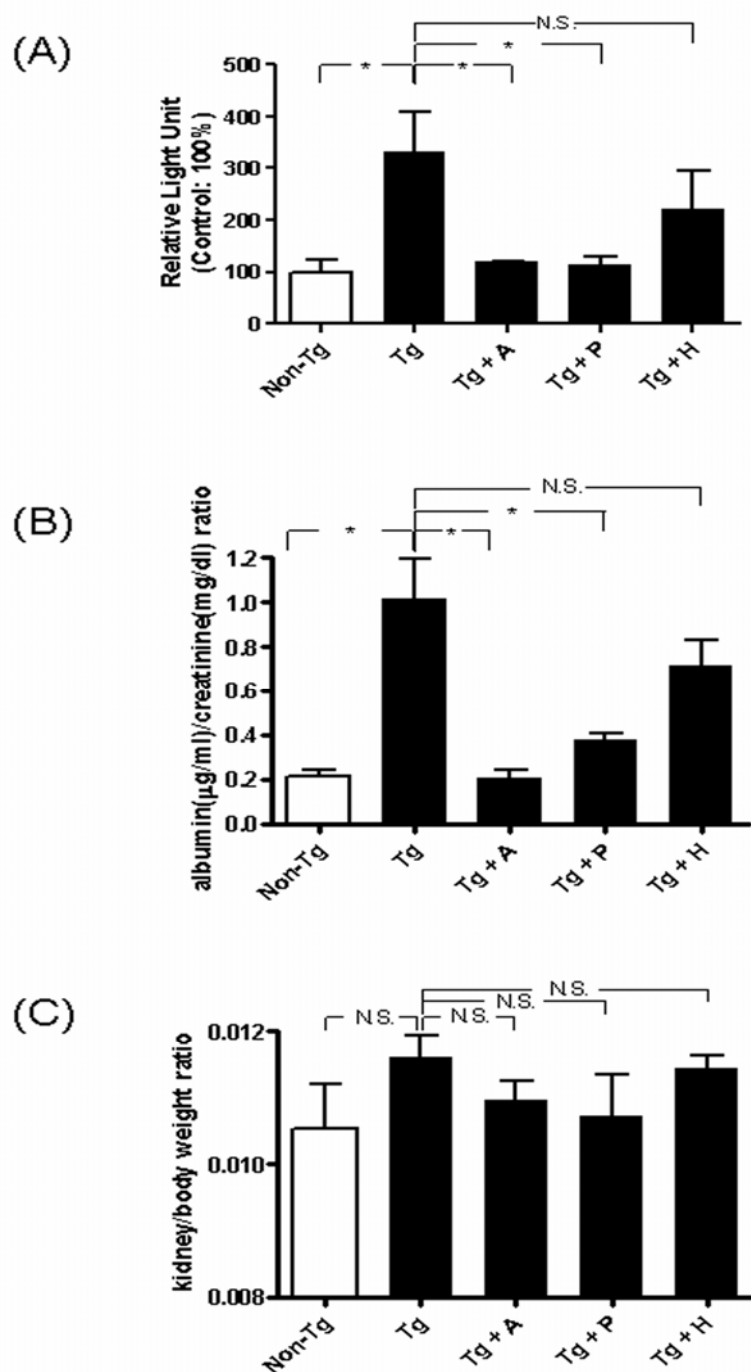 (A)
N.S.
*
* *
500
400
300
200
100
0
Relative Light Unit
(Control: 100%)
Non-Tg Tg Tg + A Tg + P Tg + H
(B)
N.S.
*
* *
1.2
1.0
0.8
0.6
0.4
0.2
0.0
albumin(μg/ml)/creatinine(mg/dl) ratio
Non-Tg Tg Tg + A Tg + P Tg + H
(C)
N.S.
N.S.
N.S. N.S.
0.012
0.010
0.008
kidney/body weight ratio
Non-Tg Tg Tg + A Tg + P Tg + H